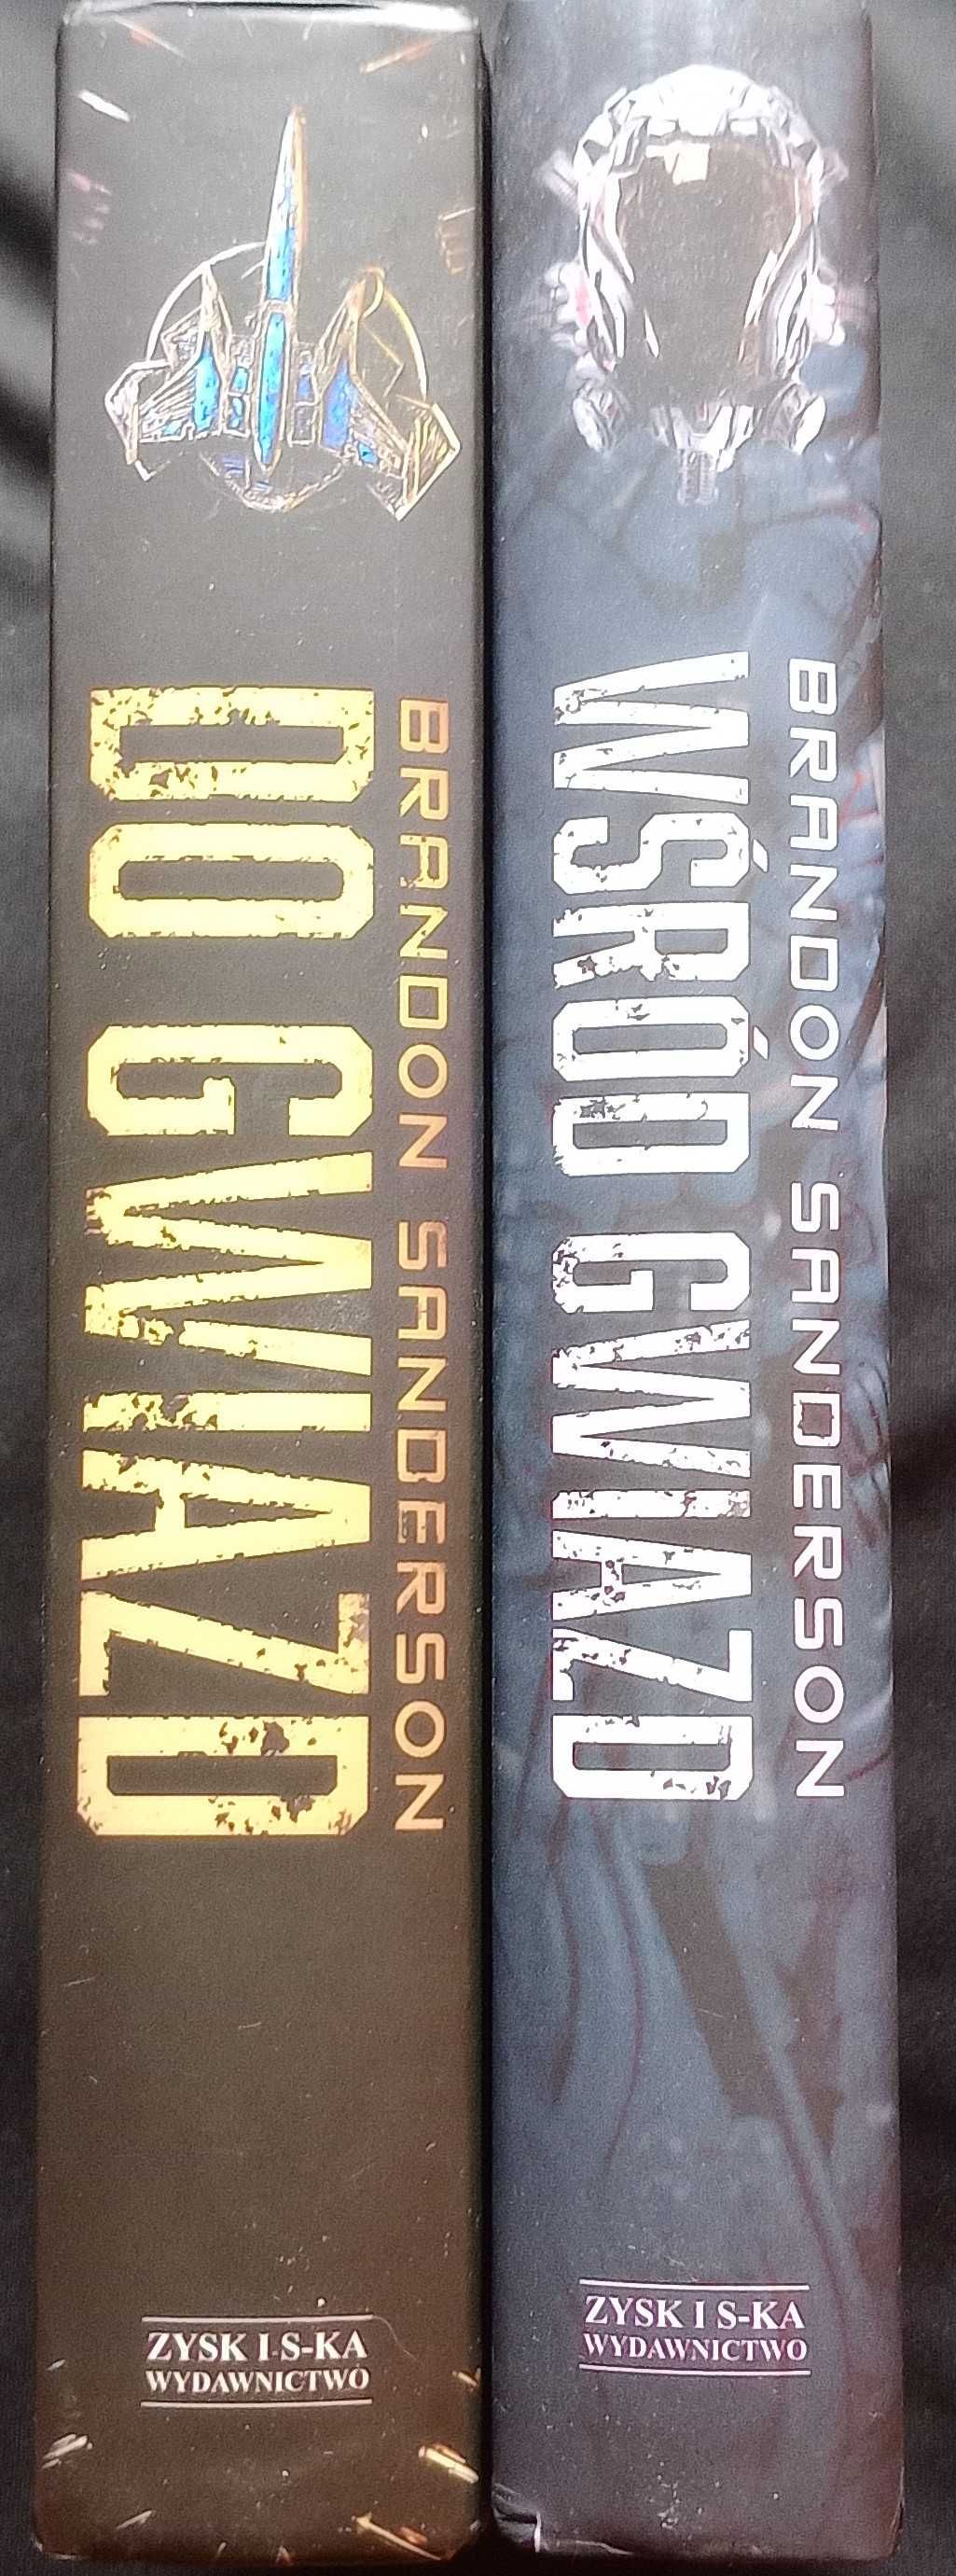 BRANDON SANDERSON
DO GWIAZD
ZYSK I S-KA
WYDAWNICTWO
BRANDON SANDERSON
WŚRÓD GWIAZD
ZYSK I S-KA
WYDAWNICTWO